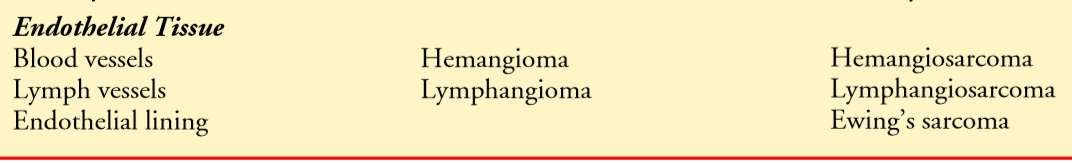 Endothelial Tissue
Blood vessels Hemangioma Hemangiosarcoma
Lymph vessels Lymphangioma Lymphangiosarcoma
Endothelial lining Ewing’s sarcoma